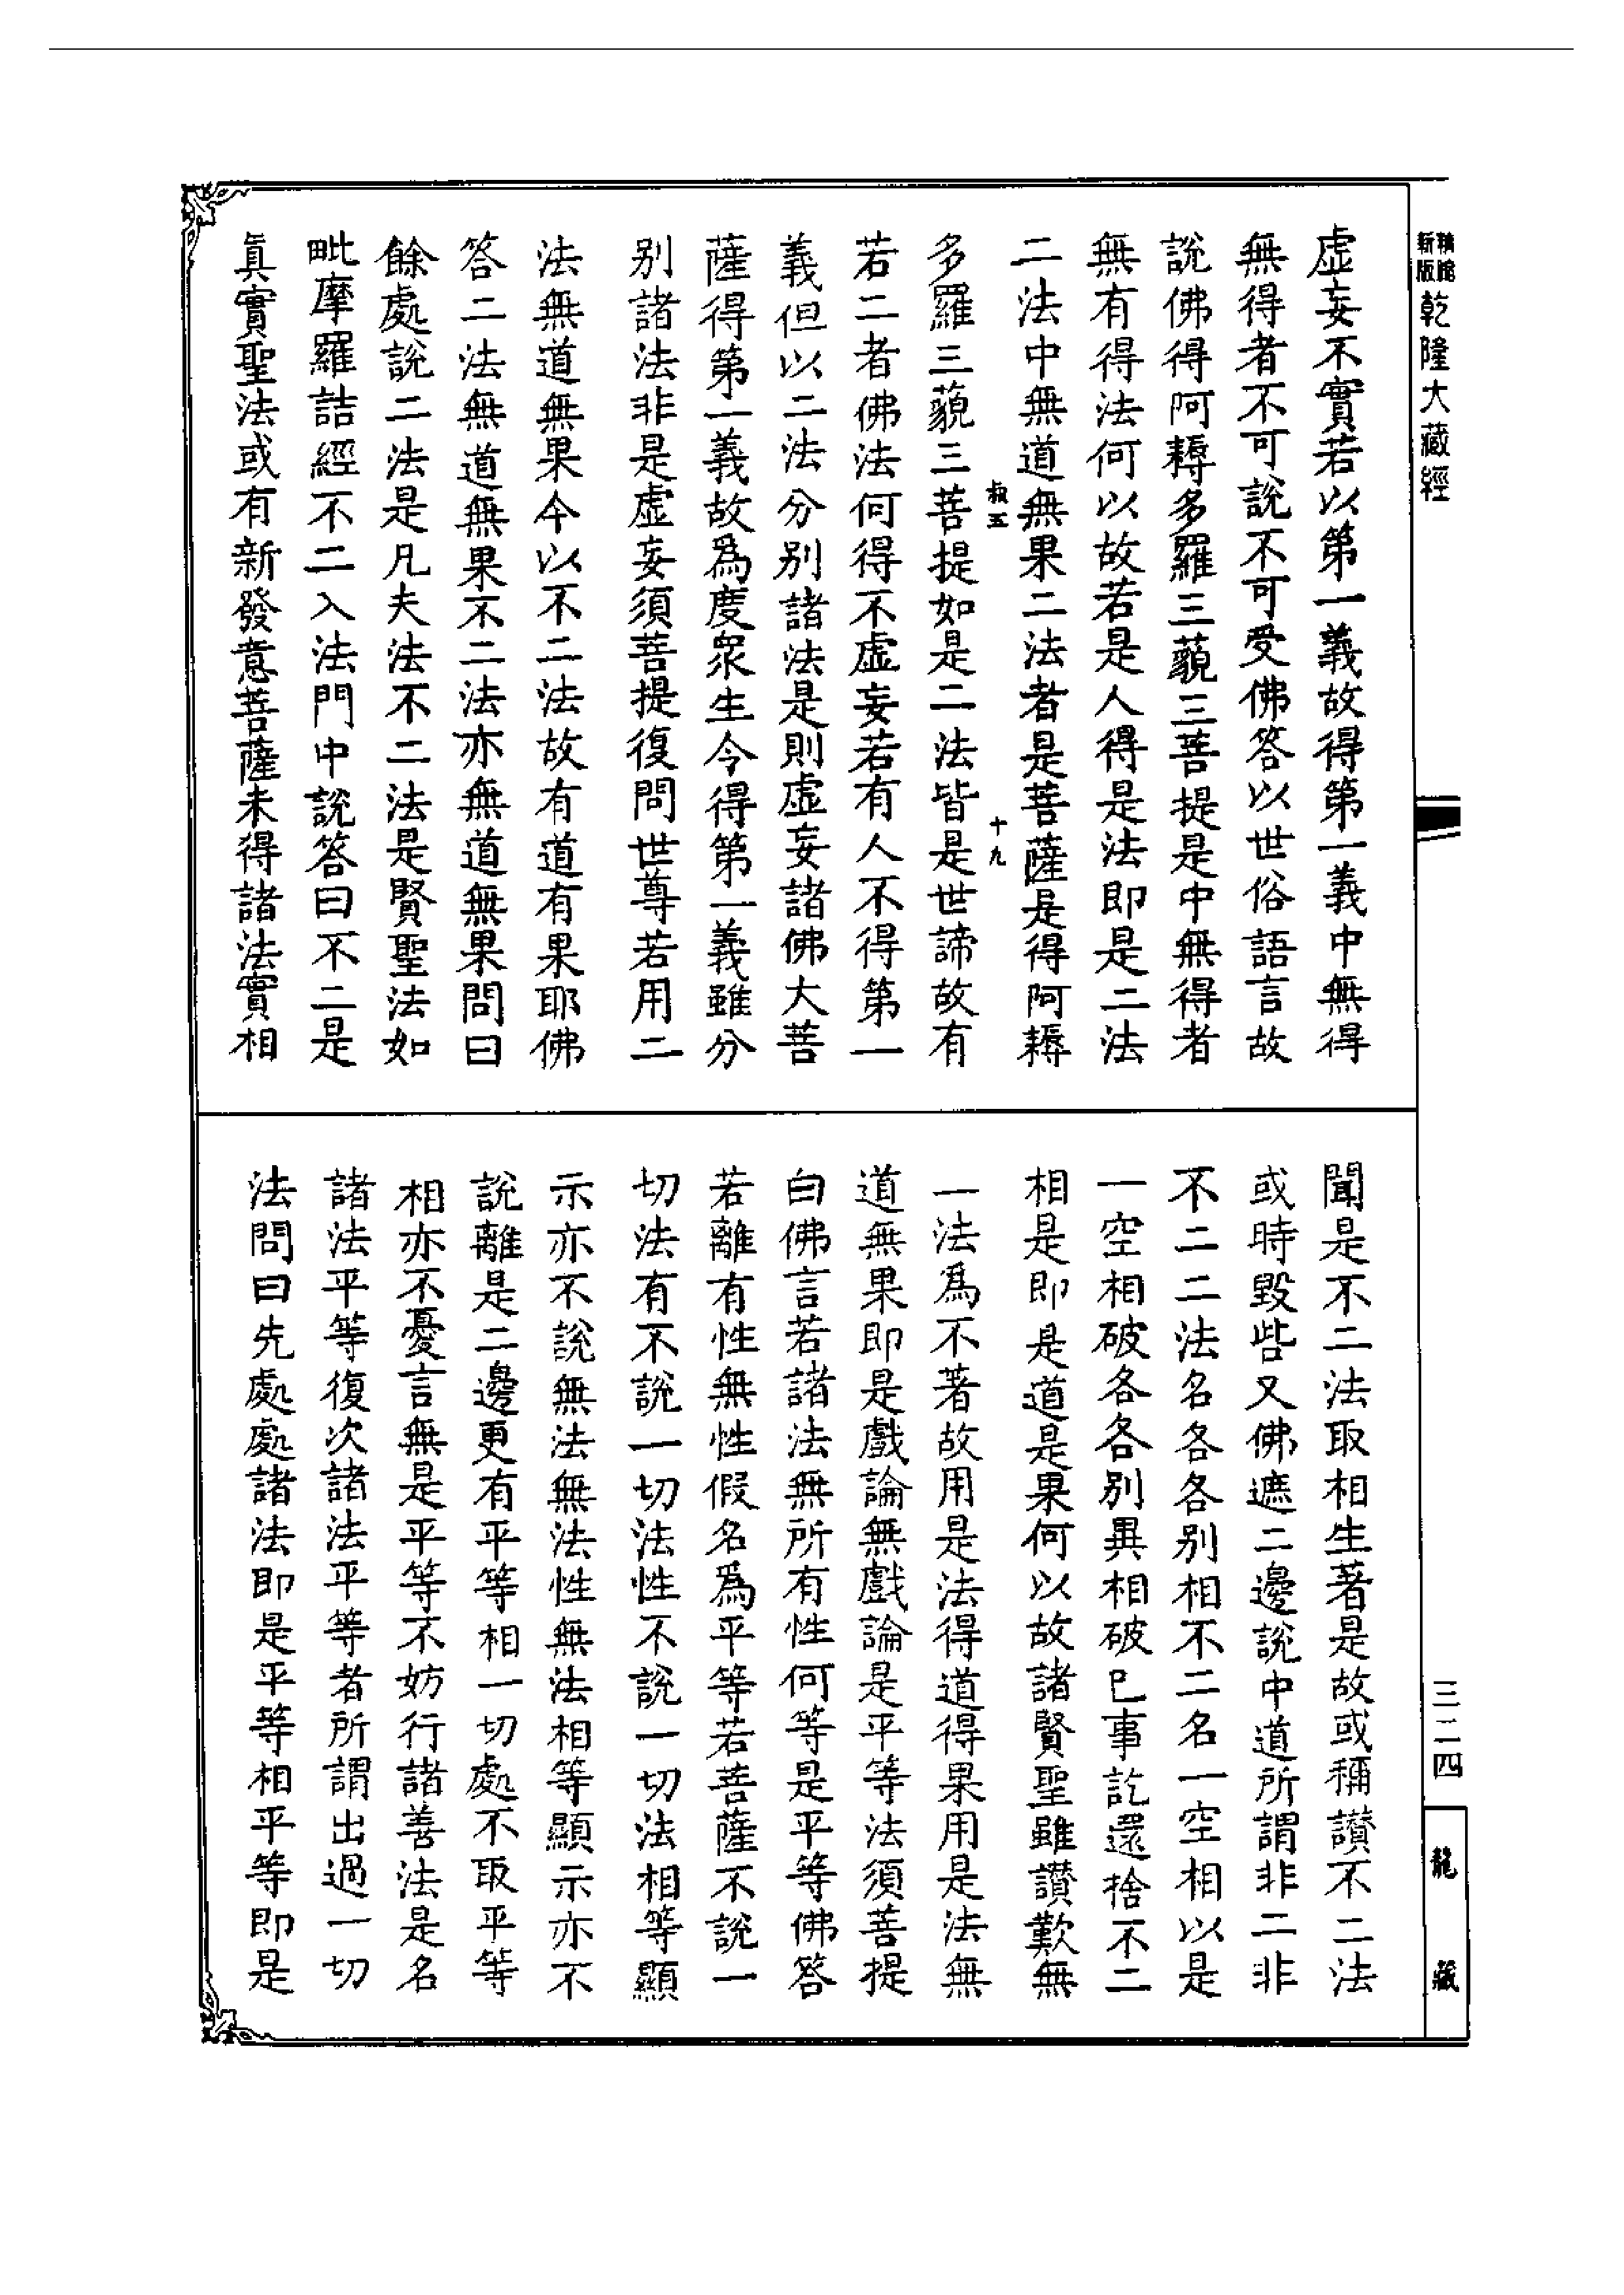 新版
乾隆大藏經
三二四
龍藏
虛妄不實若以第一義故得第一義中無得
無得者不可說不可受佛答以世俗語言故
說佛得阿耨多羅三藐三菩提是中無得者
無有得法何以故若是人得是法即是二法
二法中無道無果二法者是菩薩是得阿耨
十九
多羅三藐三菩提如是二法皆是世諦故有
若二者佛法何得不虛妄若有人不得第一
義但以二法分別諸法是則虛妄諸佛大菩
薩得第一義故為度眾生令得第一義雖分
別諸法非是虛妄須菩提復問世尊若用二
法無道無果今以不二法故有道有果耶佛
答二法無道無果不二法亦無道無果問曰
餘處說二法是凡夫法不二法是賢聖法如
毗摩羅詰經不二入法門中說答曰不二是
真實聖法或有新發意菩薩未得諸法實相
聞是不二法取相生著是故或稱讚不二法
或時毀呰又佛遮二邊說中道所謂非二非
不二二法名各各別相不二名一空相以是
一空相破各各別異相破已事訖還捨不二
相是即是道是果何以故諸賢聖雖讚歎無
一法為不著故用是法得道得果用是法無
道無果即是戲論無戲論是平等法須菩提
白佛言若諸法無所有性何等是平等佛答
若離有性無性假名為平等若菩薩不說一
切法有不說一切法性不說一切法相等顯
示亦不說無法無法性無法相等顯示亦不
說離是二邊更有平等相一切處不取平等
相亦不憂言無是平等不妨行諸善法是名
諸法平等復次諸法平等者所謂出過一切
法問曰先處處諸法即是平等相平等即是